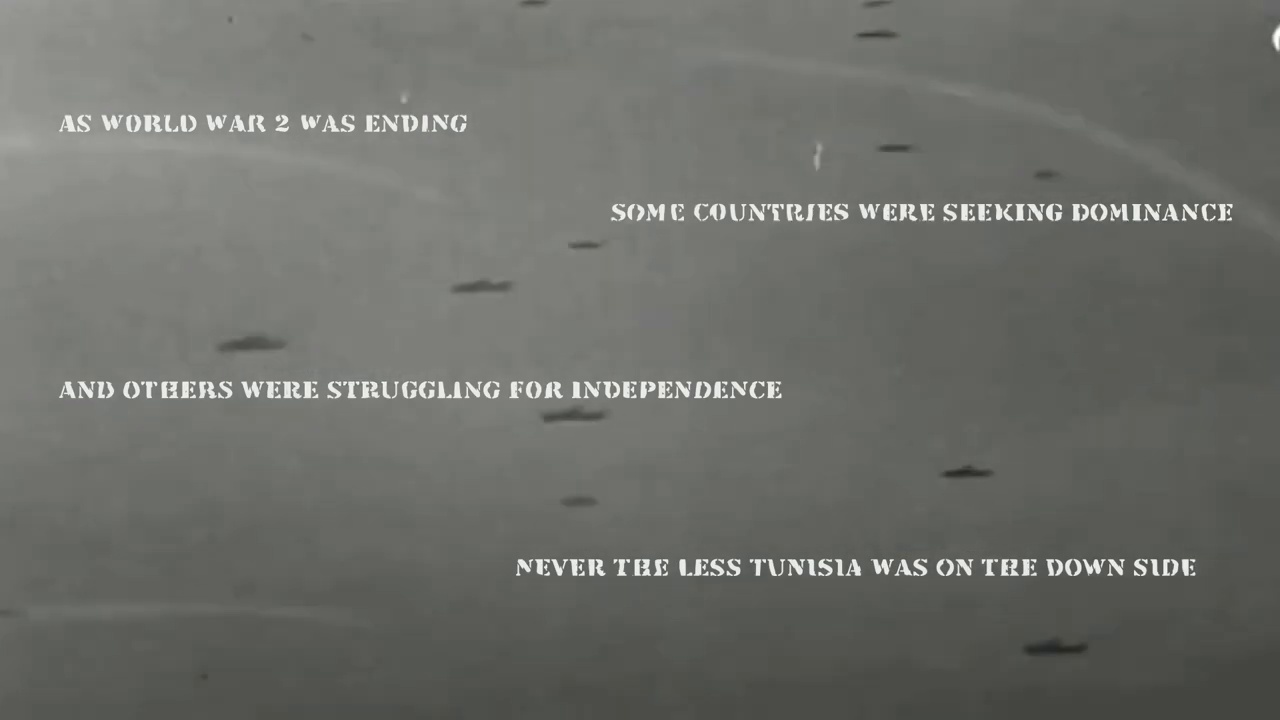 AS WORLD WAR 2 WAS ENDING
SOME COUNTRIES WERE SEEKING DOMINANCE
AND OTHERS WERE STRUGGLING FOR INDEPENDENCE
NEVER THE LESS TUNISIA WAS ON THE DOWN SIDE